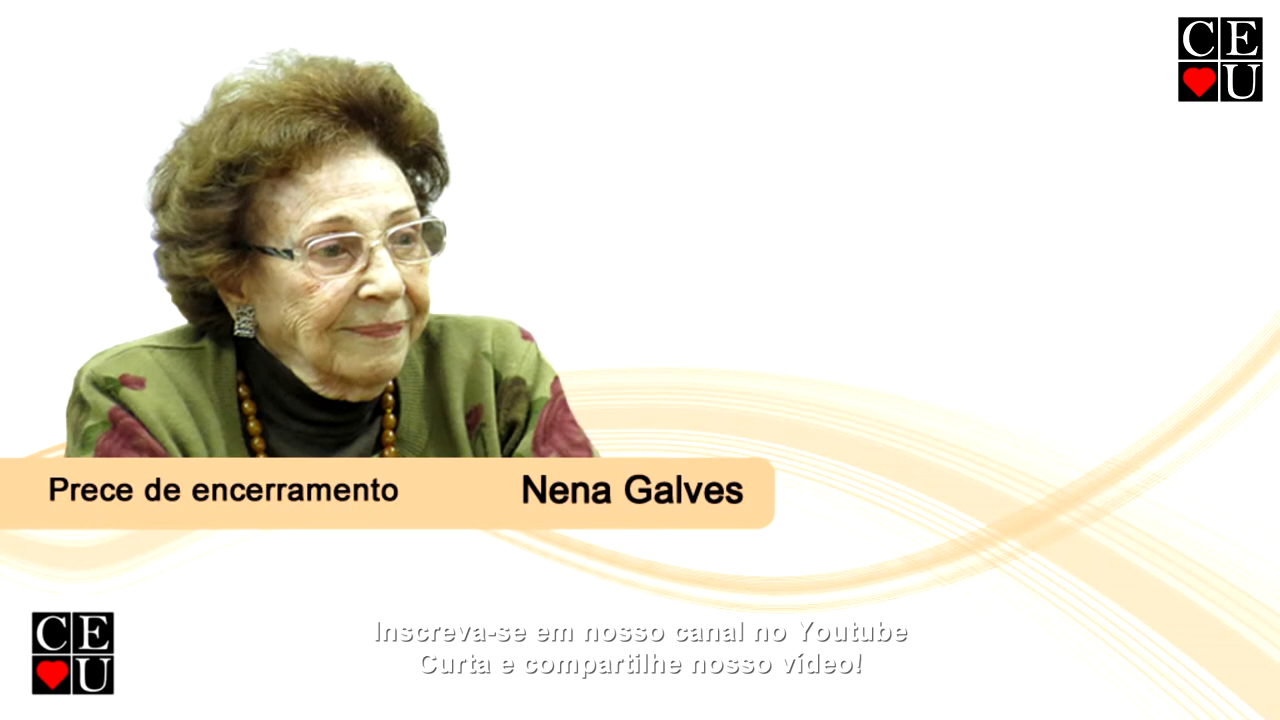 CE
U
Prece de encerramento Nena Galves
CE
U
Inscreva-se em nosso canal no Youtube
Curta e compartilhe nosso vídeo!